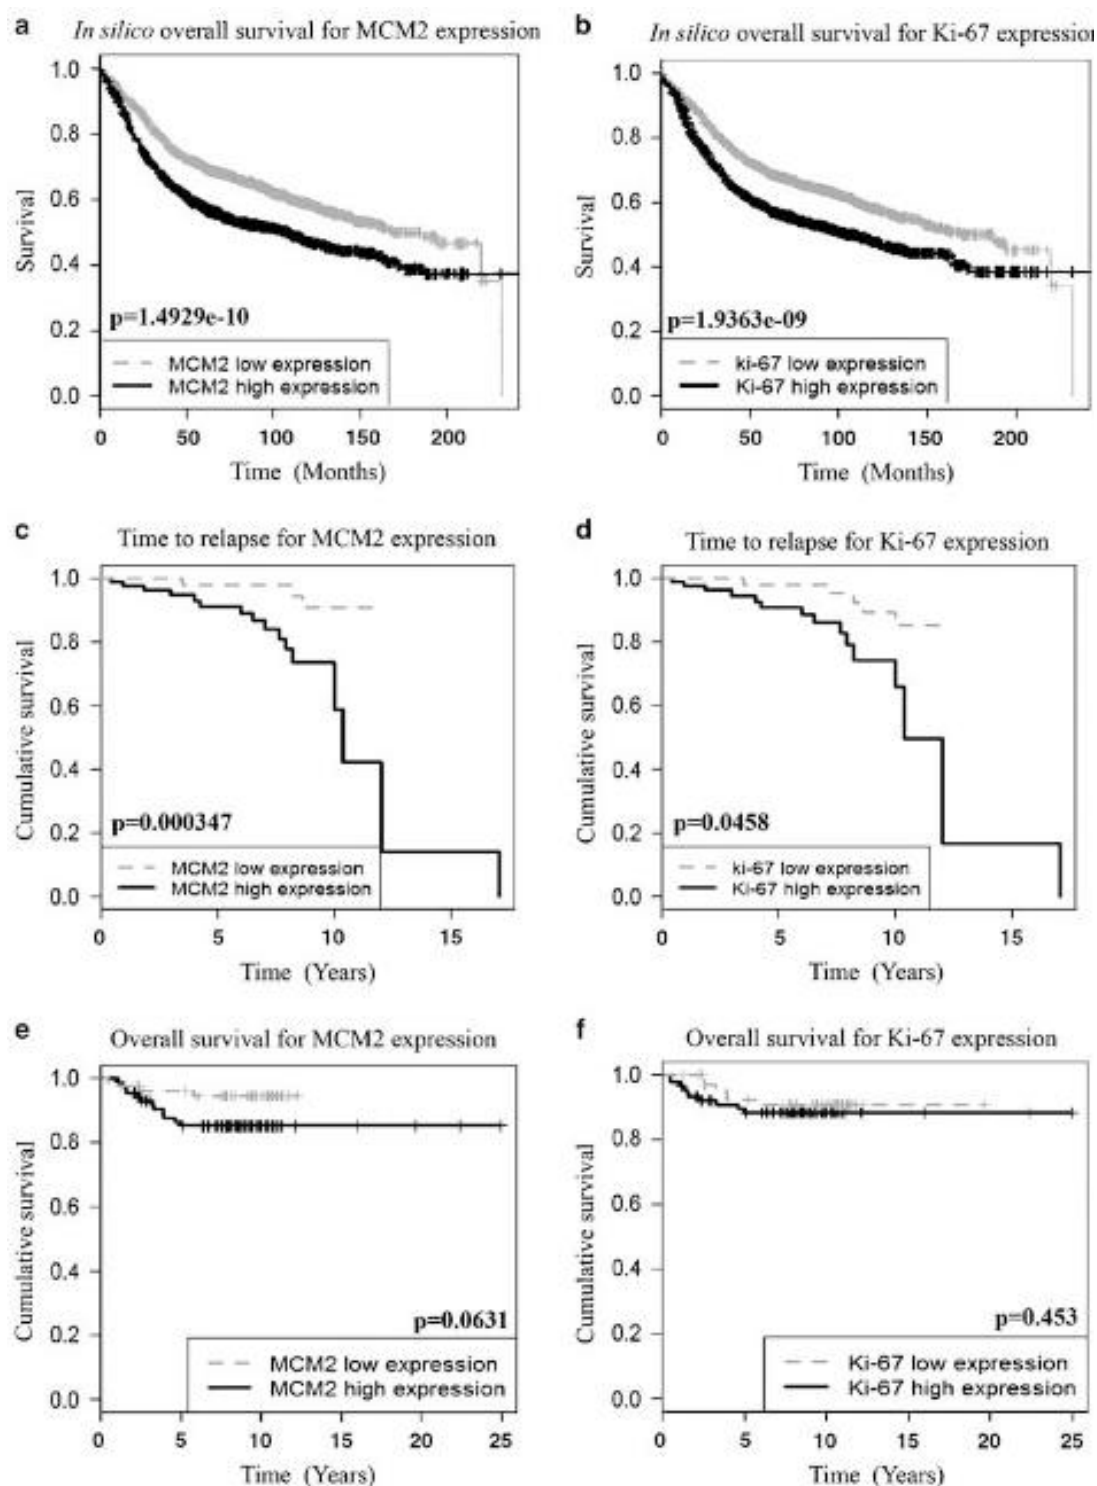 a In silico overall survival for MCM2 expression
1.0
0.8
0.6
0.4
0.2
0.0
Survival
p=1.4929e-10
MCM2 low expression
MCM2 high expression
0 50 100 150 200
Time (Months)
b In silico overall survival for Ki-67 expression
1.0
0.8
0.6
0.4
0.2
0.0
Survival
p=1.9363e-09
ki-67 low expression
Ki-67 high expression
0 50 100 150 200
Time (Months)
c Time to relapse for MCM2 expression
1.0
0.8
0.6
0.4
0.2
0.0
Cumulative survival
p=0.000347
MCM2 low expression
MCM2 high expression
0 5 10 15
Time (Years)
d Time to relapse for Ki-67 expression
1.0
0.8
0.6
0.4
0.2
0.0
Cumulative survival
p=0.0458
ki-67 low expression
Ki-67 high expression
0 5 10 15
Time (Years)
e Overall survival for MCM2 expression
1.0
0.8
0.6
0.4
0.2
0.0
Cumulative survival
p=0.0631
MCM2 low expression
MCM2 high expression
0 5 10 15 20 25
Time (Years)
f Overall survival for Ki-67 expression
1.0
0.8
0.6
0.4
0.2
0.0
Cumulative survival
p=0.453
Ki-67 low expression
Ki-67 high expression
0 5 10 15 20 25
Time (Years)